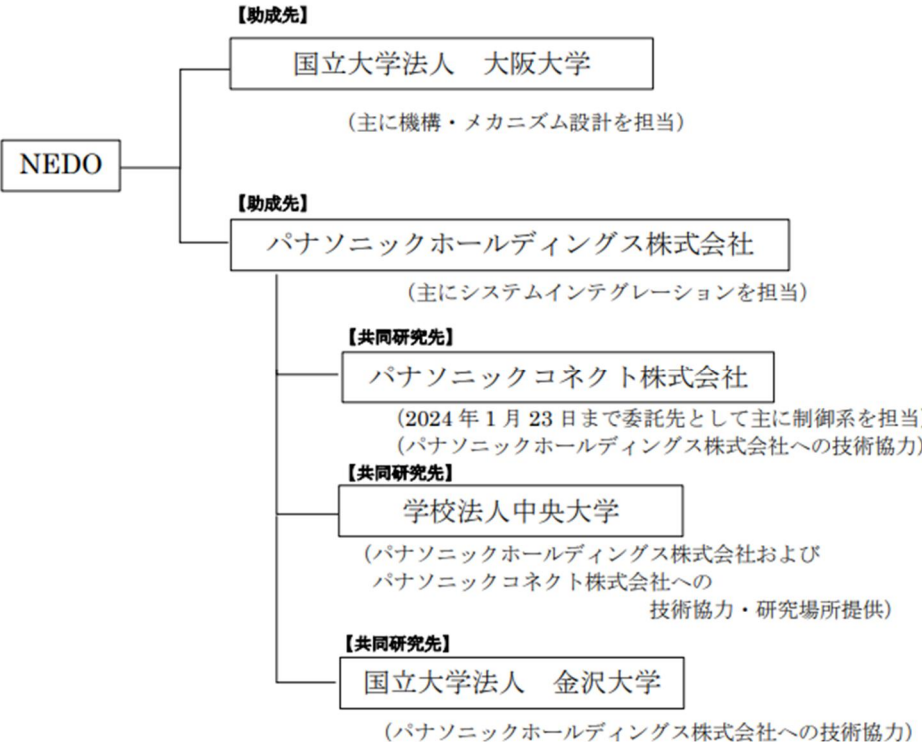 【助成先】
国立大学法人　大阪大学
（主に機構・メカニズム設計を担当）
NEDO
【助成先】
パナソニックホールディングス株式会社
（主にシステムインテグレーションを担当）
【共同研究先】
パナソニックコネクト株式会社
（2024 年 1 月 23 日まで委託先として主に制御系を担当）
（パナソニックホールディングス株式会社への技術協力）
【共同研究先】
学校法人中央大学
（パナソニックホールディングス株式会社および
パナソニックコネクト株式会社への
技術協力・研究場所提供）
【共同研究先】
国立大学法人　金沢大学
（パナソニックホールディングス株式会社への技術協力）